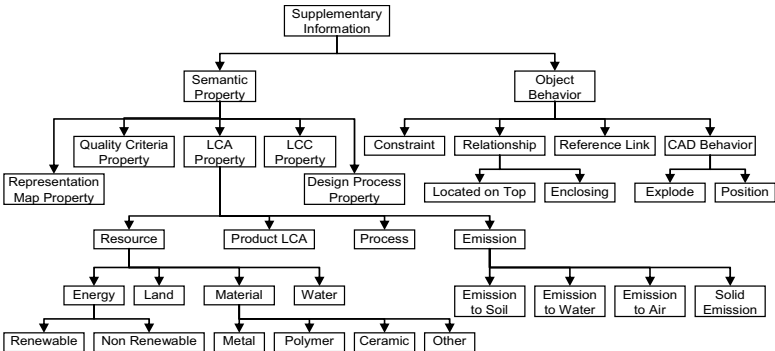 Supplementary
Information
Semantic
Property
Object
Behavior
Quality Criteria
Property
LCA
Property
LCC
Property
Constraint
Relationship
Reference Link
CAD Behavior
Representation
Map Property
Design Process
Property
Located on Top
Enclosing
Explode
Position
Resource
Product LCA
Process
Emission
Energy
Land
Material
Water
Emission
to Soil
Emission
to Water
Emission
to Air
Solid
Emission
Renewable
Non Renewable
Metal
Polymer
Ceramic
Other